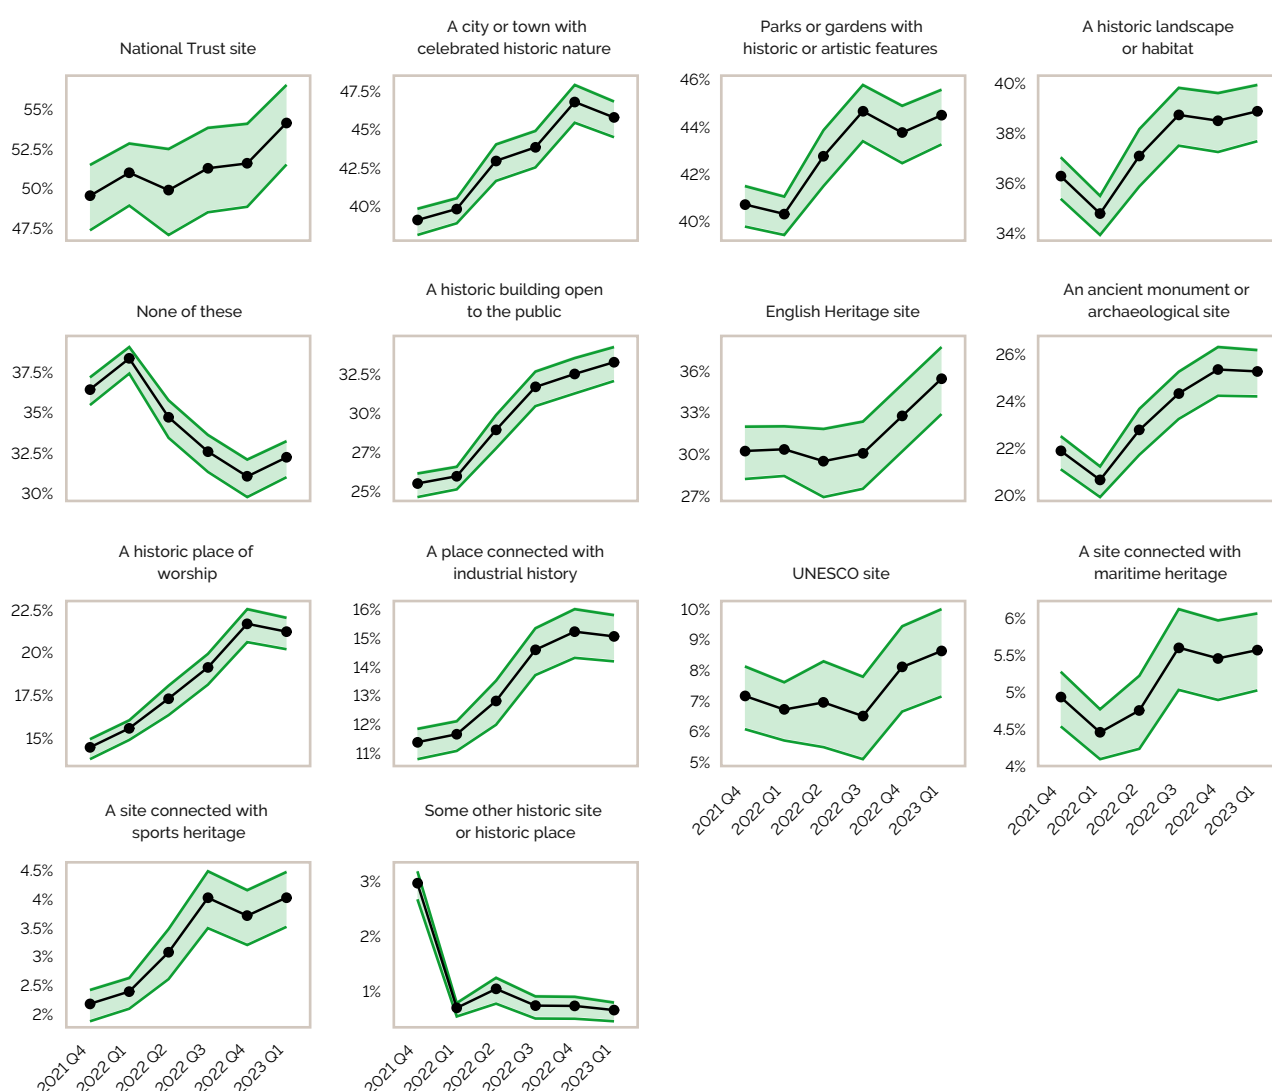 National Trust site
55%
52.5%
50%
47.5%
A city or town with
celebrated historic nature
47.5%
45%
42.5%
40%
Parks or gardens with
historic or artistic features
46%
44%
42%
40%
A historic landscape
or habitat
40%
38%
36%
34%
None of these
37.5%
35%
32.5%
30%
A historic building open
to the public
32.5%
30%
27%
25%
English Heritage site
36%
33%
30%
27%
An ancient monument or
archaeological site
26%
24%
22%
20%
A historic place of
worship
22.5%
20%
17.5%
15%
A place connected with
industrial history
16%
15%
14%
13%
12%
11%
UNESCO site
10%
9%
8%
7%
6%
5%
2021 Q4
2022 Q1
2022 Q2
2022 Q3
2022 Q4
2023 Q1
A site connected with
maritime heritage
6%
5.5%
5%
4.5%
4%
2021 Q4
2022 Q1
2022 Q2
2022 Q3
2022 Q4
2023 Q1
A site connected with
sports heritage
4.5%
4%
3.5%
3%
2.5%
2%
2021 Q4
2022 Q1
2022 Q2
2022 Q3
2022 Q4
2023 Q1
Some other historic site
or historic place
3%
2%
1%
2021 Q4
2022 Q1
2022 Q2
2022 Q3
2022 Q4
2023 Q1